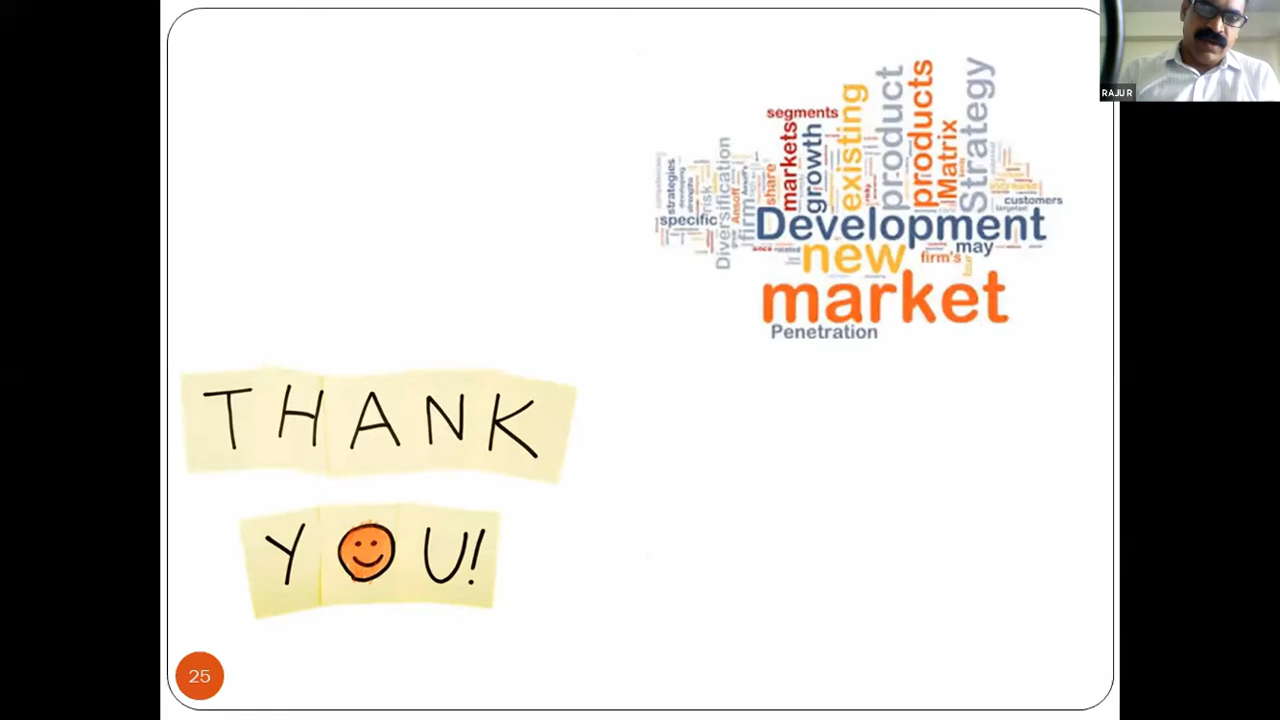 RAJU R
segments
markets
growth
existing
product
products
Matrix
Strategy
strategies
specific
risk
Diversification
Ansoff
firm
share
Development
customers
targeted
new
may
firm's
market
Penetration
THANK
Y U!
25